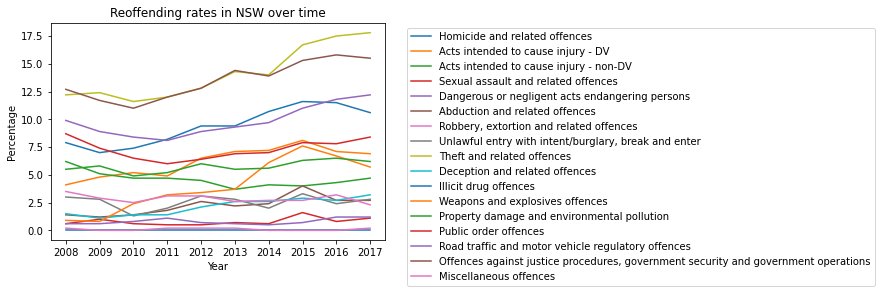 Reoffending rates in NSW over time
17.5
15.0
12.5
10.0
7.5
5.0
2.5
0.0
Percentage
2008 2009 2010 2011 2012 2013 2014 2015 2016 2017
Year
Homicide and related offences
Acts intended to cause injury - DV
Acts intended to cause injury - non-DV
Sexual assault and related offences
Dangerous or negligent acts endangering persons
Abduction and related offences
Robbery, extortion and related offences
Unlawful entry with intent/burglary, break and enter
Theft and related offences
Deception and related offences
Illicit drug offences
Weapons and explosives offences
Property damage and environmental pollution
Public order offences
Road traffic and motor vehicle regulatory offences
Offences against justice procedures, government security and government operations
Miscellaneous offences